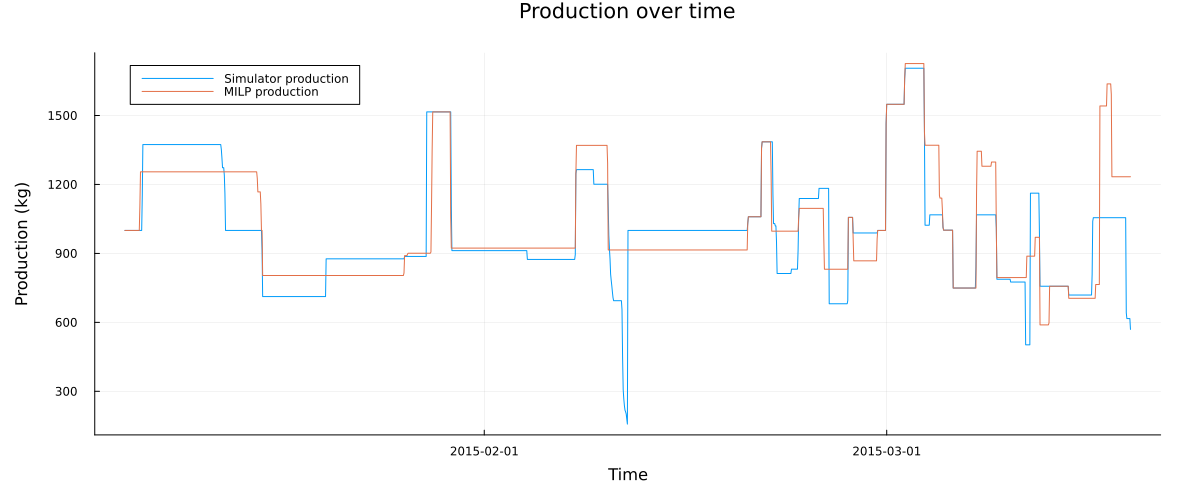 Production over time
Simulator production
MILP production
1500
1200
900
600
300
Production (kg)
2015-02-01
2015-03-01
Time